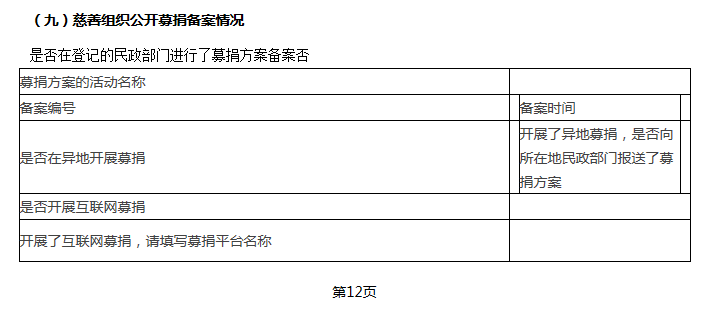 （九）慈善组织公开募捐备案情况
是否在登记的民政部门进行了募捐方案备案否
募捐方案的活动名称
备案编号
备案时间
是否在异地开展募捐
开展了异地募捐，是否向
所在地民政部门报送了募
捐方案
是否开展互联网募捐
开展了互联网募捐，请填写募捐平台名称
第12页